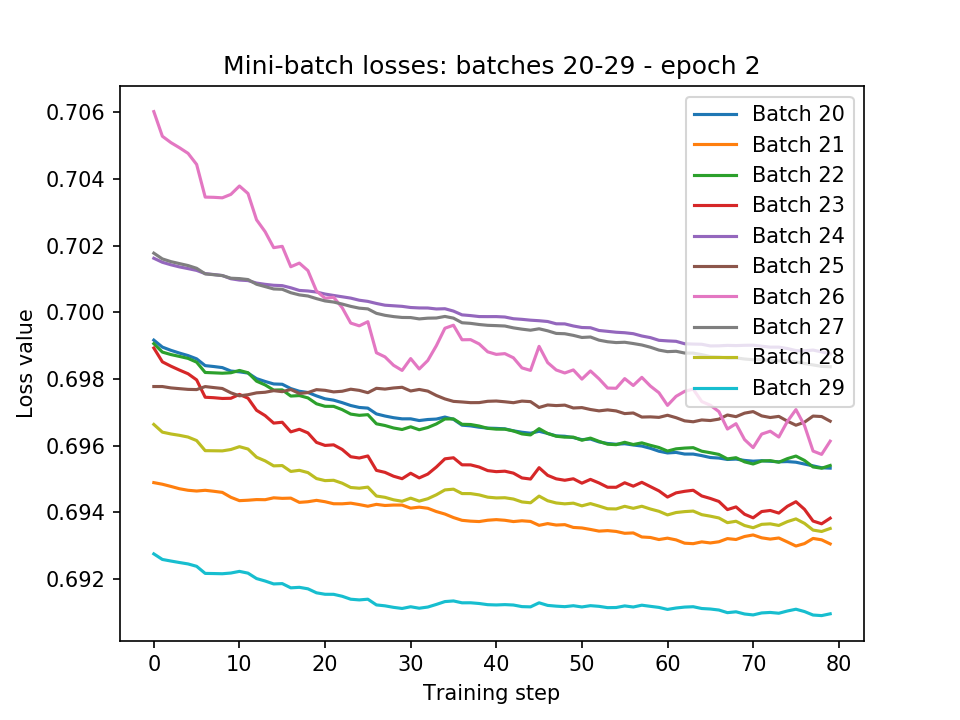 Mini-batch losses: batches 20-29 - epoch 2
0.706
0.704
0.702
0.700
0.698
0.696
0.694
0.692
Loss value
Batch 20
Batch 21
Batch 22
Batch 23
Batch 24
Batch 25
Batch 26
Batch 27
Batch 28
Batch 29
0 10 20 30 40 50 60 70 80
Training step